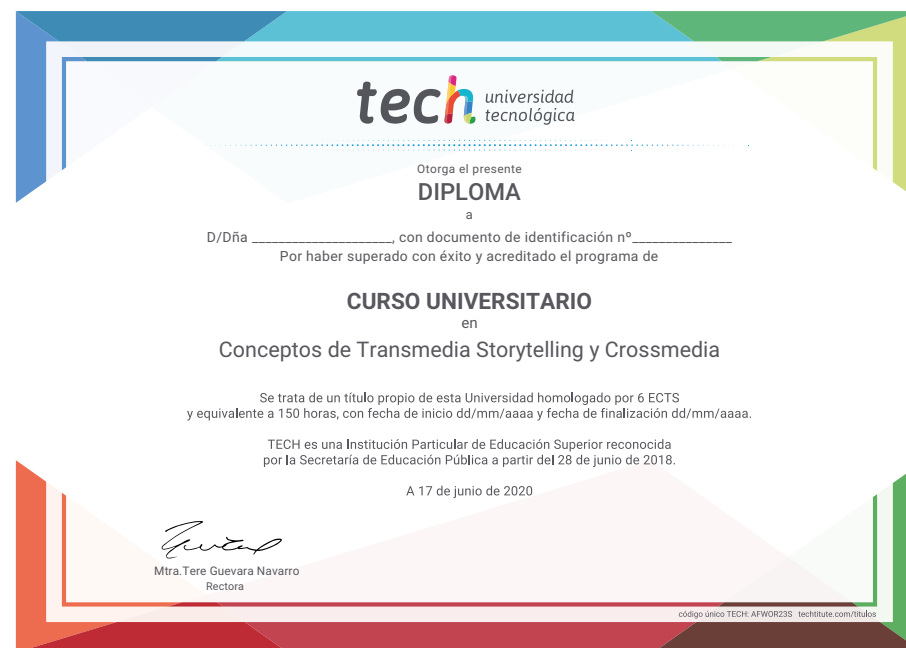 tech universidad
tecnológica
Otorga el presente
DIPLOMA
a
D/Dña ______________________, con documento de identificación nº_______________
Por haber superado con éxito y acreditado el programa de
CURSO UNIVERSITARIO
en
Conceptos de Transmedia Storytelling y Crossmedia
Se trata de un título propio de esta Universidad homologado por 6 ECTS
y equivalente a 150 horas, con fecha de inicio dd/mm/aaaa y fecha de finalización dd/mm/aaaa.
TECH es una Institución Particular de Educación Superior reconocida
por la Secretaría de Educación Pública a partir del 28 de junio de 2018.
A 17 de junio de 2020
Mtra.Tere Guevara Navarro
Rectora
código único TECH: AFWOR23S techtitute.com/titulos